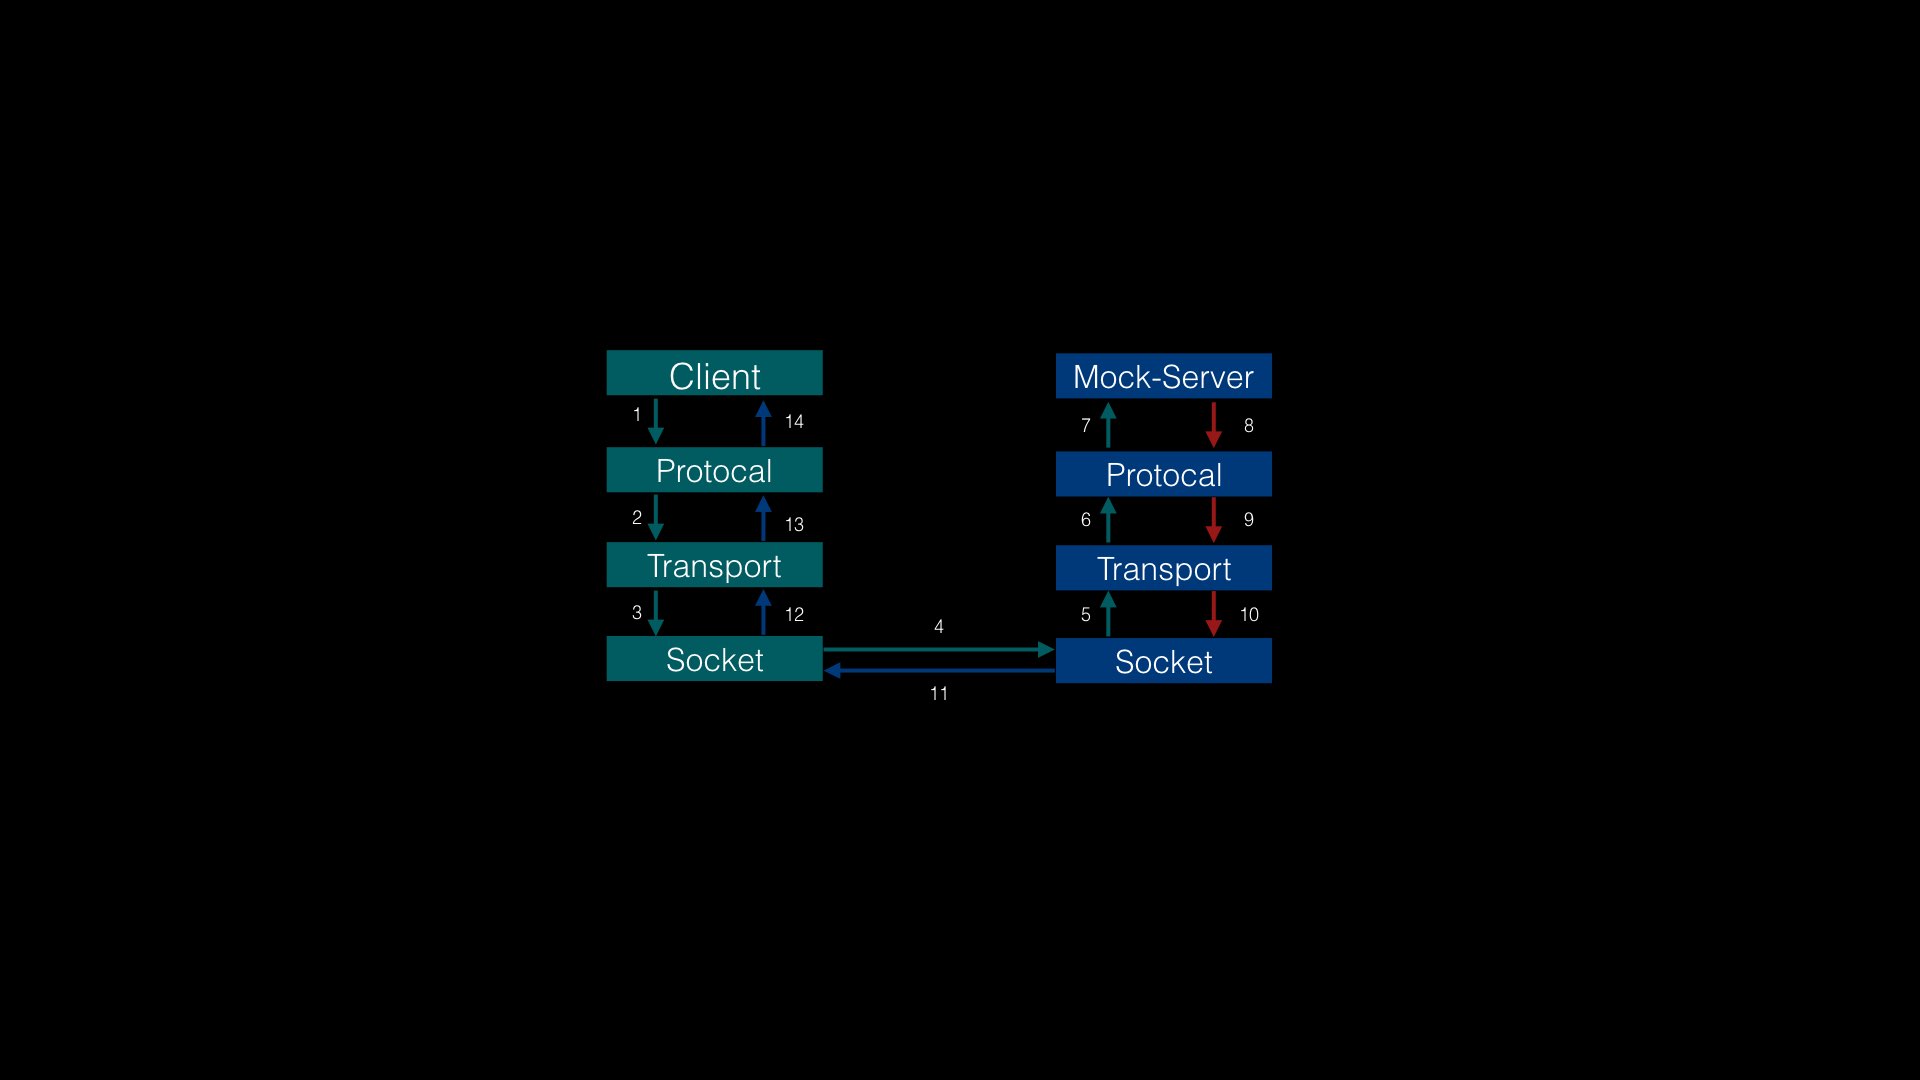 Client
1
14
Protocal
2
13
Transport
3
12
Socket
4
11
Mock-Server
7
8
Protocal
6
9
Transport
5
10
Socket